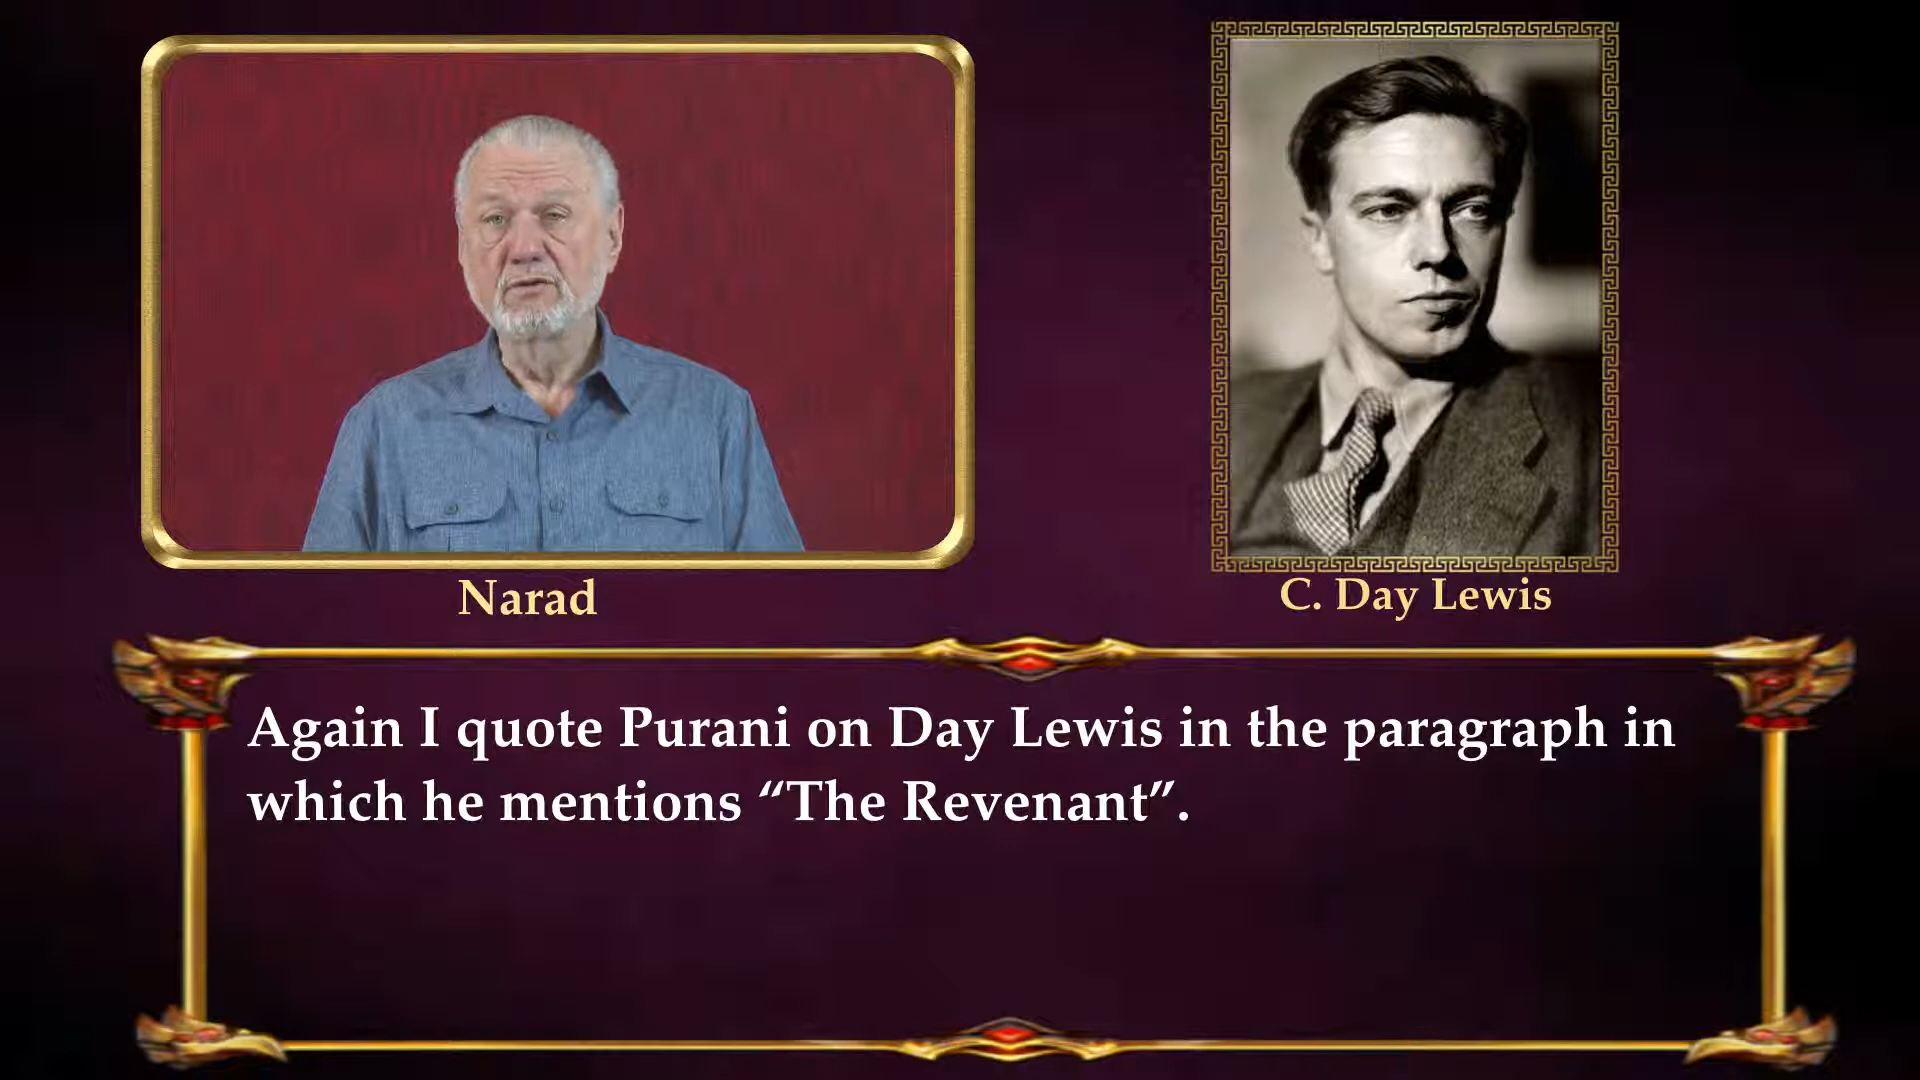 Narad
C. Day Lewis
Again I quote Purani on Day Lewis in the paragraph in
which he mentions “The Revenant”.